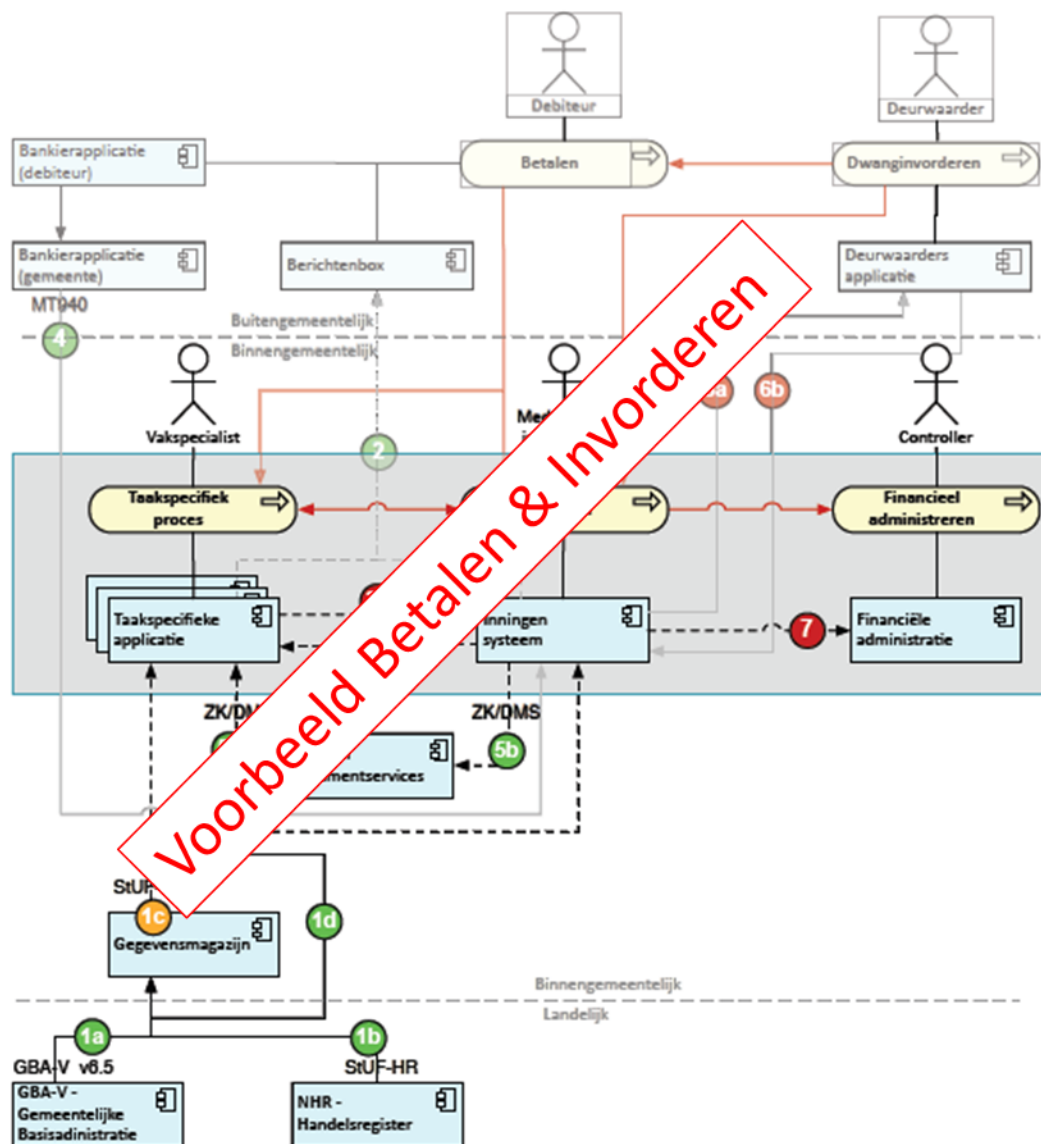 Debiteur
Deurwaarder
Bankierapplicatie
(debiteur)
Betalen
Dwanginvorderen
Bankierapplicatie
(gemeente)
Berichtenbox
Deurwaarders
applicatie
MT940
Buitengemeentelijk
4
Binnengemeentelijk
6b
Vakspecialist
Controller
2
Taakspecifiek
proces
Financieel
administreren
Voorbeeld Betalen & Invorderen
Taakspecifieke
applicatie
Inningen
systeem
7
Financiële
administratie
ZK/DMS
5b
StUF
1c
1d
Gegevensmagazijn
Binnengemeentelijk
Landelijk
1a
1b
GBA-V v6.5
StUF-HR
GBA-V -
Gemeentelijke
Basisadinistratie
NHR -
Handelsregister